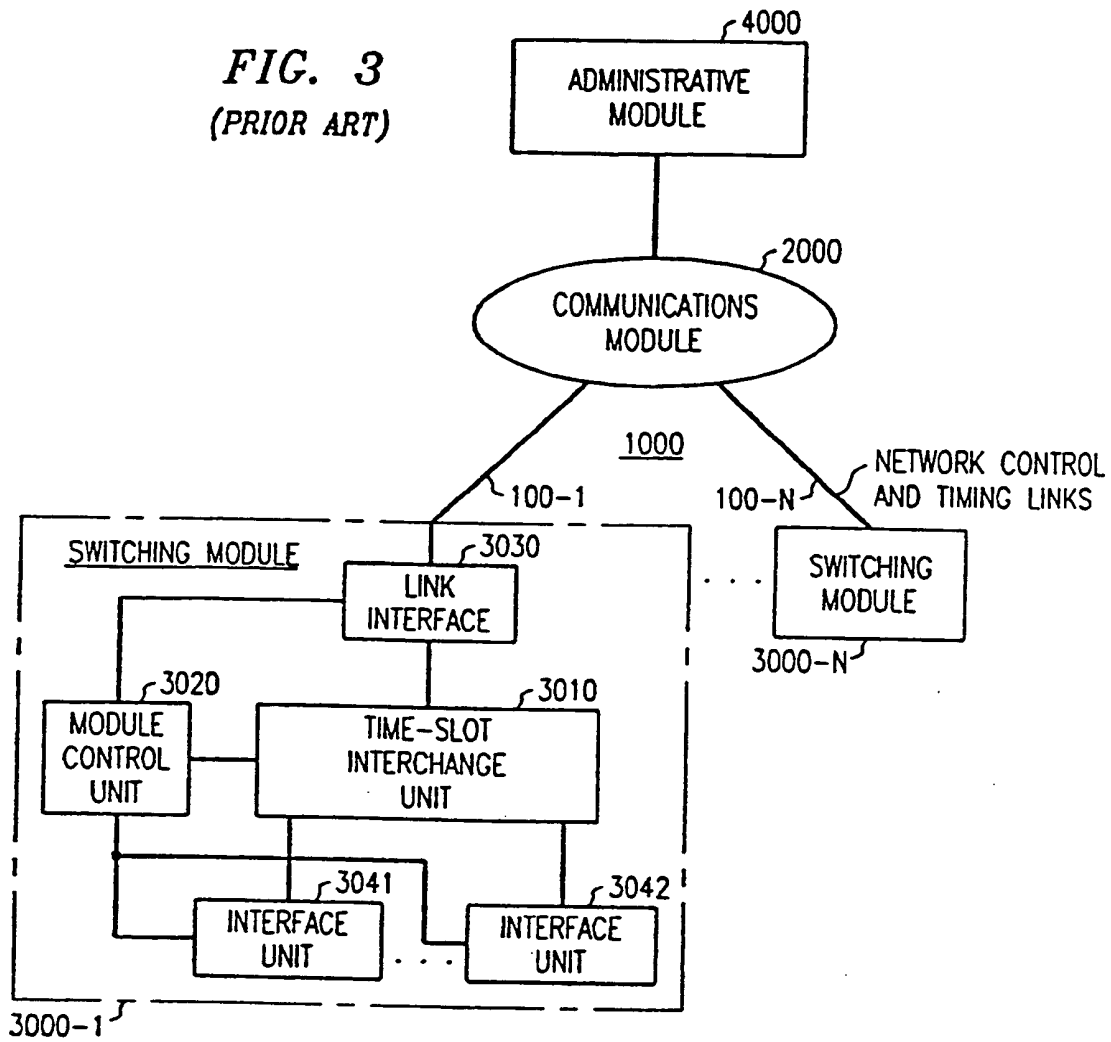 FIG. 3
(PRIOR ART)
4000
ADMINISTRATIVE
MODULE
2000
COMMUNICATIONS
MODULE
1000
100-1
100-N
NETWORK CONTROL
AND TIMING LINKS
SWITCHING MODULE
3030
LINK
INTERFACE
. . .
SWITCHING
MODULE
3000-N
3020
MODULE
CONTROL
UNIT
3010
TIME-SLOT
INTERCHANGE
UNIT
3041
INTERFACE
UNIT
. . .
3042
INTERFACE
UNIT
3000-1